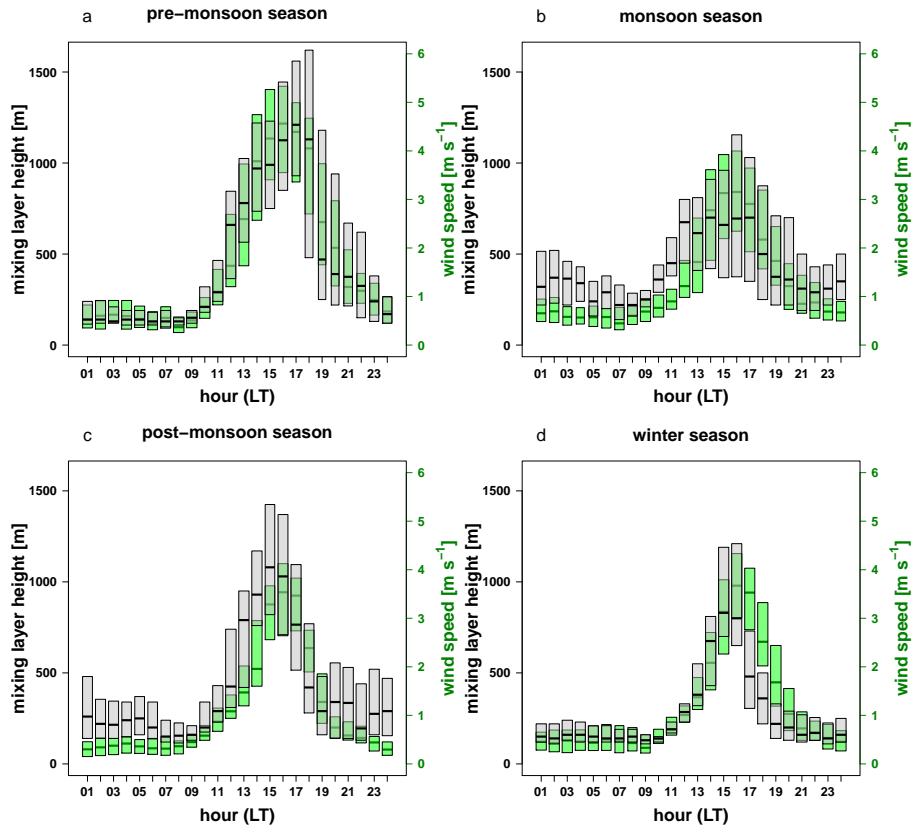 a pre−monsoon season
mixing layer height [m]
1500
1000
500
0
6
5
4
3
2
1
0
wind speed [m s⁻¹]
01 03 05 07 09 11 13 15 17 19 21 23
hour (LT)
b monsoon season
mixing layer height [m]
1500
1000
500
0
6
5
4
3
2
1
0
wind speed [m s⁻¹]
01 03 05 07 09 11 13 15 17 19 21 23
hour (LT)
c post−monsoon season
mixing layer height [m]
1500
1000
500
0
6
5
4
3
2
1
0
wind speed [m s⁻¹]
01 03 05 07 09 11 13 15 17 19 21 23
hour (LT)
d winter season
mixing layer height [m]
1500
1000
500
0
6
5
4
3
2
1
0
wind speed [m s⁻¹]
01 03 05 07 09 11 13 15 17 19 21 23
hour (LT)